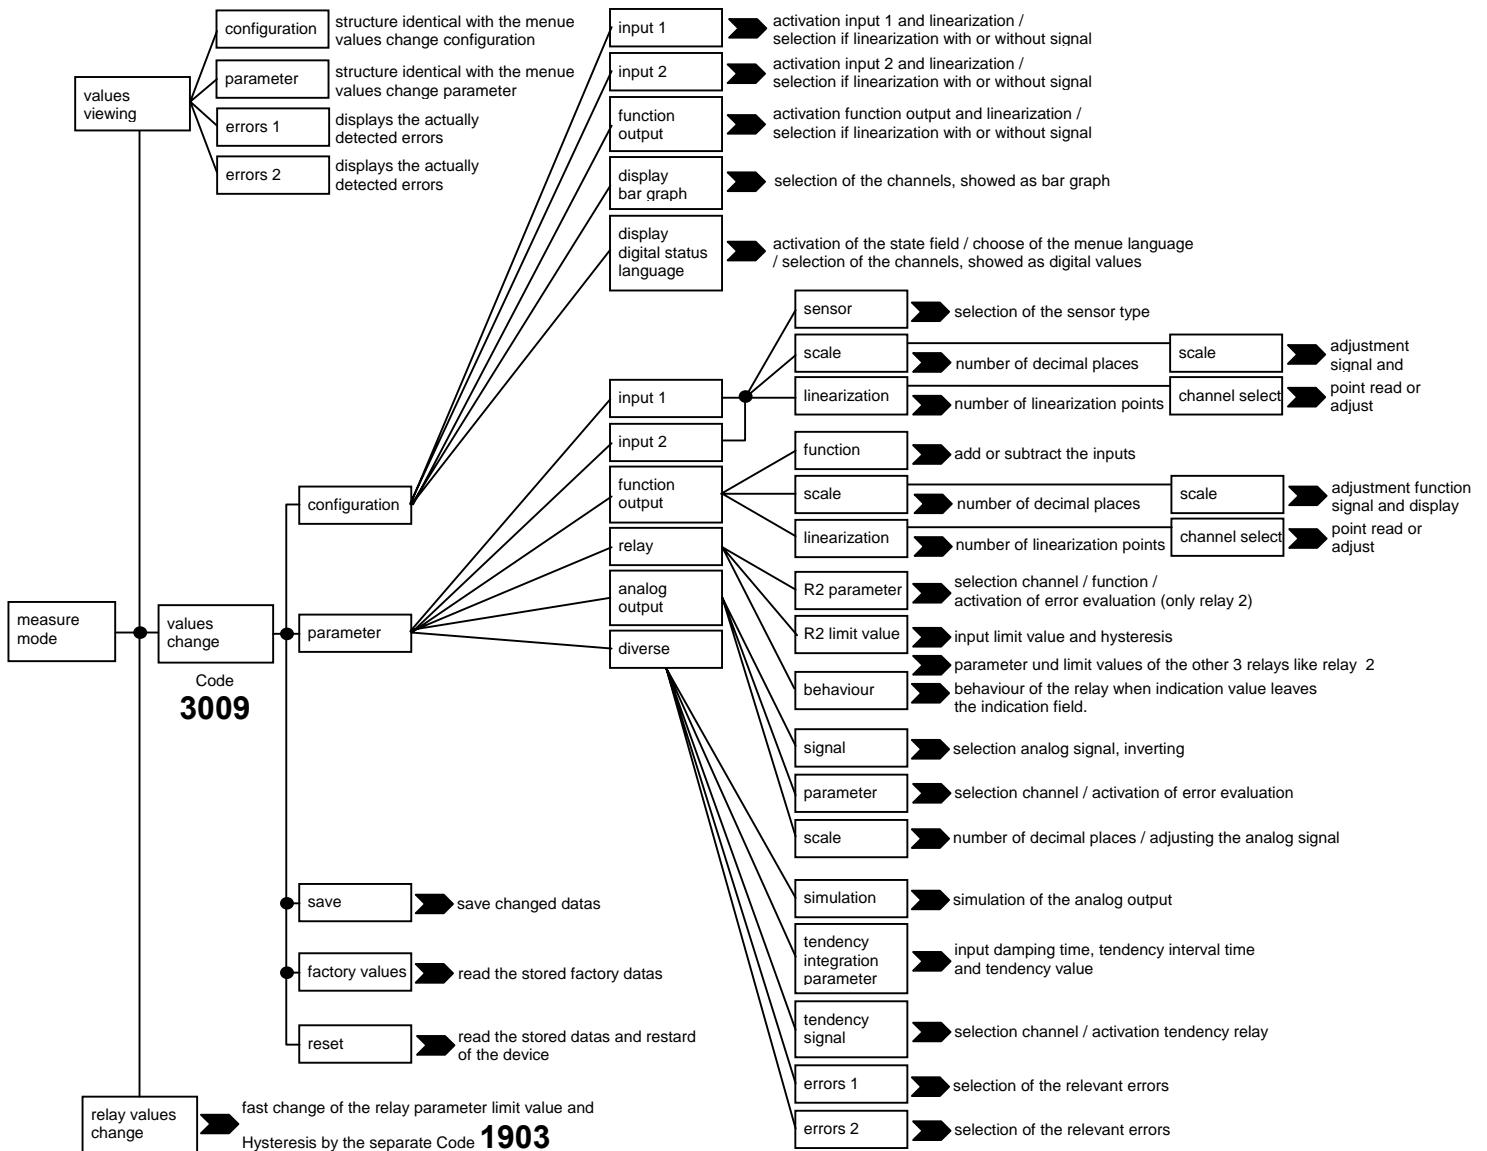 configuration
structure identical with the menue
values change configuration
parameter
structure identical with the menue
values change parameter
values
viewing
errors 1
displays the actually
detected errors
errors 2
displays the actually
detected errors
input 1
activation input 1 and linearization /
selection if linearization with or without signal
input 2
activation input 2 and linearization /
selection if linearization with or without signal
function
output
activation function output and linearization /
selection if linearization with or without signal
display
bar graph
selection of the channels, showed as bar graph
display
digital status
language
activation of the state field / choose of the menue language
/ selection of the channels, showed as digital values
sensor
selection of the sensor type
scale
number of decimal places
scale
adjustment
signal and
linearization
number of linearization points
channel select
point read or
adjust
input 1
input 2
function
output
function
add or subtract the inputs
scale
number of decimal places
scale
adjustment function
signal and display
linearization
number of linearization points
channel select
point read or
adjust
configuration
relay
R2 parameter
selection channel / function /
activation of error evaluation (only relay 2)
R2 limit value
input limit value and hysteresis
parameter und limit values of the other 3 relays like relay 2
behaviour
behaviour of the relay when indication value leaves
the indication field.
analog
output
diverse
measure
mode
values
change
Code
3009
parameter
signal
selection analog signal, inverting
parameter
selection channel / activation of error evaluation
scale
number of decimal places / adjusting the analog signal
simulation
simulation of the analog output
tendency
integration
parameter
input damping time, tendency interval time
and tendency value
tendency
signal
selection channel / activation tendency relay
errors 1
selection of the relevant errors
errors 2
selection of the relevant errors
save
save changed datas
factory values
read the stored factory datas
reset
read the stored datas and restard
of the device
relay values
change
fast change of the relay parameter limit value and
Hysteresis by the separate Code 1903